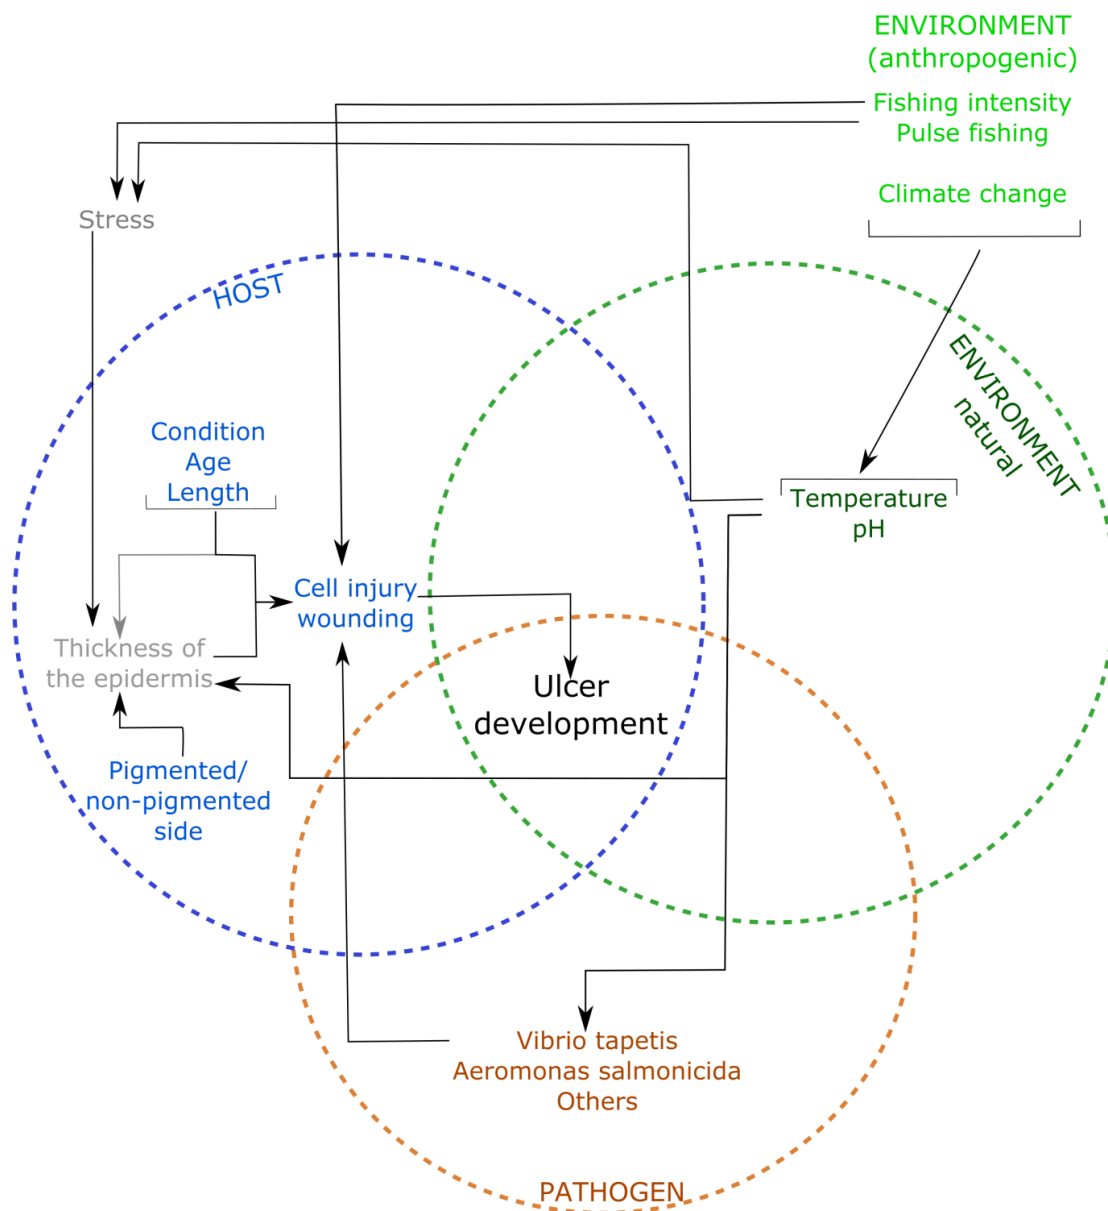 ENVIRONMENT
(anthropogenic)
Fishing intensity
Pulse fishing
Climate change
Stress
HOST
ENVIRONMENT
natural
Condition
Age
Length
Temperature
pH
Cell injury
wounding
Thickness of
the epidermis
Ulcer
development
Pigmented/
non-pigmented
side
Vibrio tapetis
Aeromonas salmonicida
Others
PATHOGEN